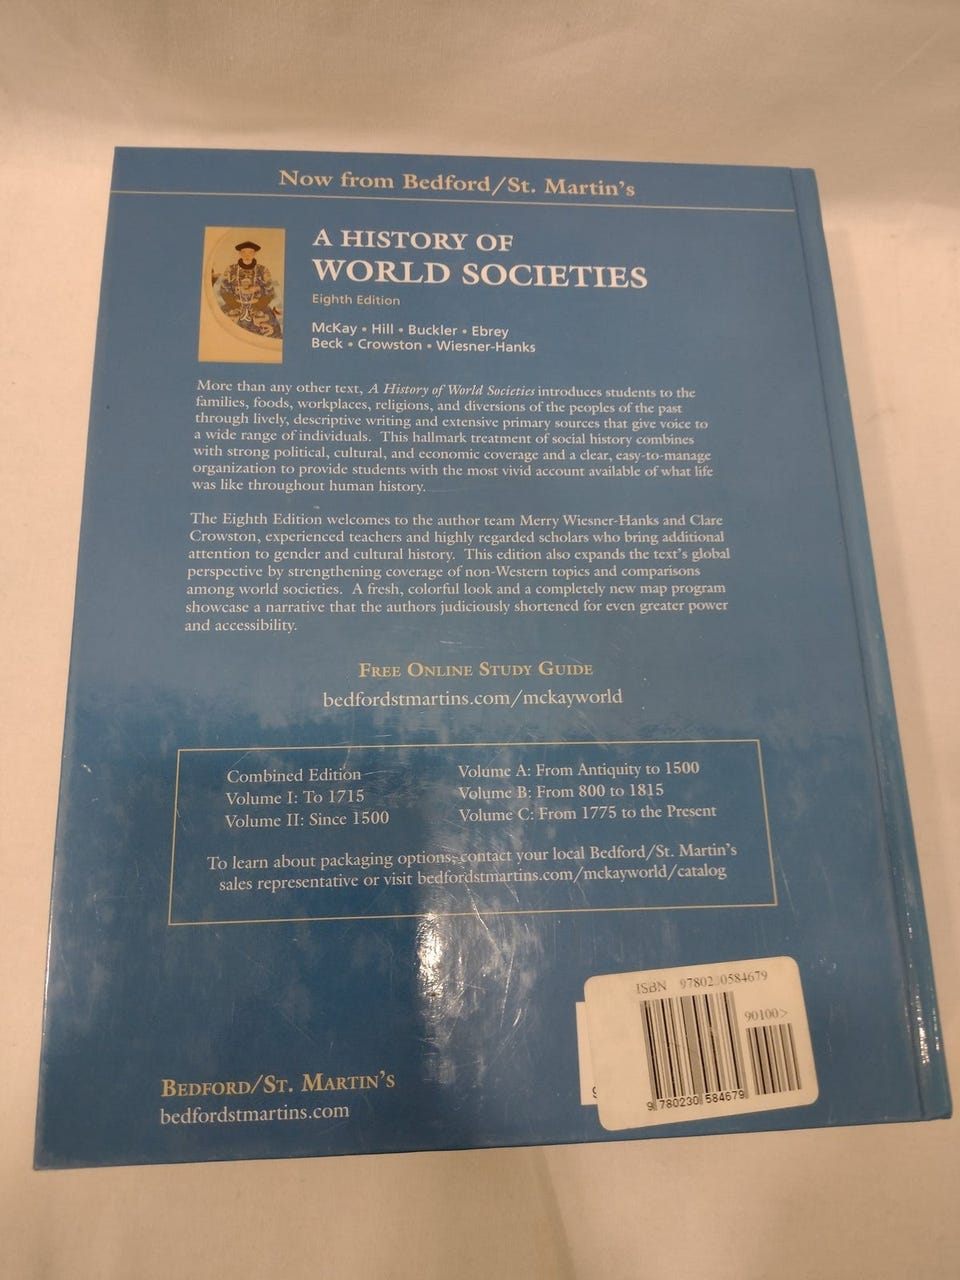 Now from Bedford/St. Martin's
A HISTORY OF
WORLD SOCIETIES
Eighth Edition
McKay • Hill • Buckler • Ebrey
Beck • Crowston • Wiesner-Hanks
More than any other text, A History of World Societies introduces students to the
families, foods, workplaces, religions, and diversions of the peoples of the past
through lively, descriptive writing and extensive primary sources that give voice to
a wide range of individuals. This hallmark treatment of social history combines
with strong political, cultural, and economic coverage and a clear, easy-to-manage
organization to provide students with the most vivid account available of what life
was like throughout human history.
The Eighth Edition welcomes to the author team Merry Wiesner-Hanks and Clare
Crowston, experienced teachers and highly regarded scholars who bring additional
attention to gender and cultural history. This edition also expands the text's global
perspective by strengthening coverage of non-Western topics and comparisons
among world societies. A fresh, colorful look and a completely new map program
showcase a narrative that the authors judiciously shortened for even greater power
and accessibility.
FREE ONLINE STUDY GUIDE
bedfordstmartins.com/mckayworld
Combined Edition
Volume I: To 1715
Volume II: Since 1500
Volume A: From Antiquity to 1500
Volume B: From 800 to 1815
Volume C: From 1775 to the Present
To learn about packaging options, contact your local Bedford/St. Martin's
sales representative or visit bedfordstmartins.com/mckayworld/catalog
BEDFORD/ST. MARTIN'S
bedfordstmartins.com
ISBN
90100>
9 780230 584679